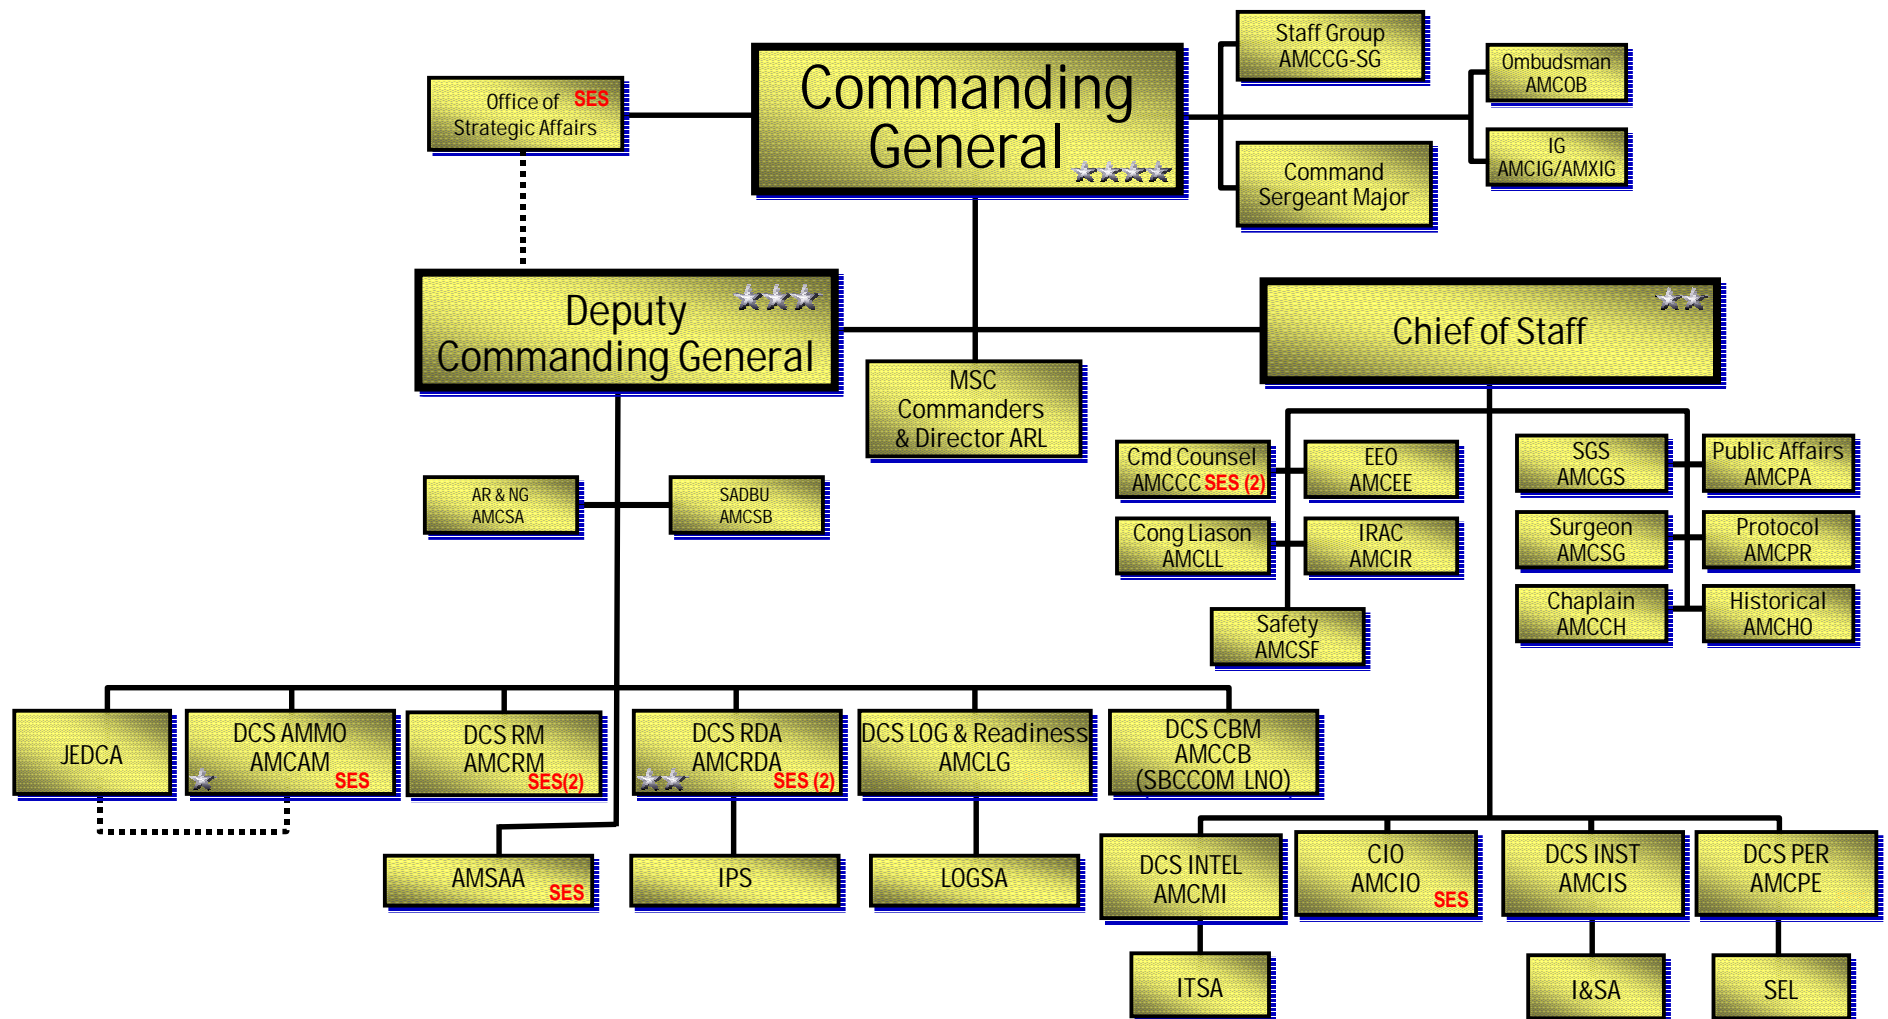 Staff Group
AMCCG-SG
Commanding
General
Ombudsman
AMCOB
Office of SES
Strategic Affairs
IG
AMCIG/AMXIG
Command
Sergeant Major
Deputy
Commanding General
Chief of Staff
MSC
Commanders
& Director ARL
Cmd Counsel
AMCCC SES (2)
EEO
AMCEE
SGS
AMCGS
Public Affairs
AMCPA
AR & NG
AMCSA
SADBU
AMCSB
Cong Liason
AMCLL
IRAC
AMCIR
Surgeon
AMCSG
Protocol
AMCPR
Safety
AMCSF
Chaplain
AMCCH
Historical
AMCHO
JEDCA
DCS AMMO
AMCAM
SES
DCS RM
AMCRM
SES(2)
DCS RDA
AMCRDA
SES (2)
DCS LOG & Readiness
AMCLG
DCS CBM
AMCCB
(SBCCOM LNO)
AMSAA
SES
IPS
LOGSA
DCS INTEL
AMCMI
CIO
AMCIO
SES
DCS INST
AMCIS
DCS PER
AMCPE
ITSA
I&SA
SEL